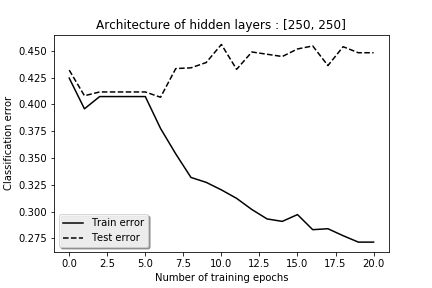 Architecture of hidden layers : [250, 250]
Classification error
0.450
0.425
0.400
0.375
0.350
0.325
0.300
0.275
Train error
Test error
0.0 2.5 5.0 7.5 10.0 12.5 15.0 17.5 20.0
Number of training epochs